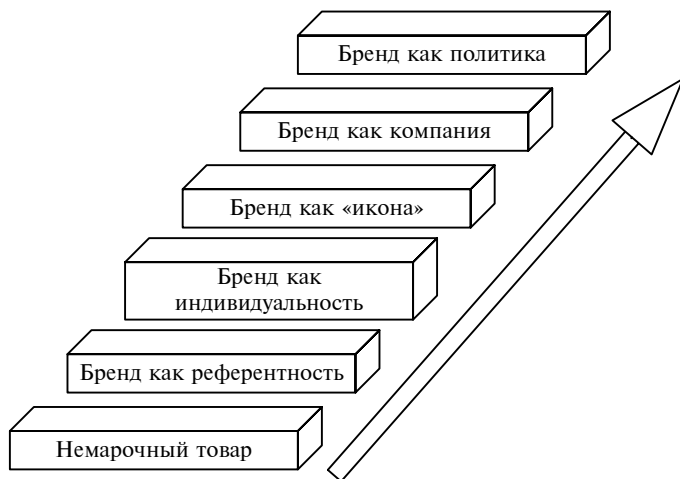 Бренд как политика
Бренд как компания
Бренд как «икона»
Бренд как
индивидуальность
Бренд как референтность
Немарочный товар